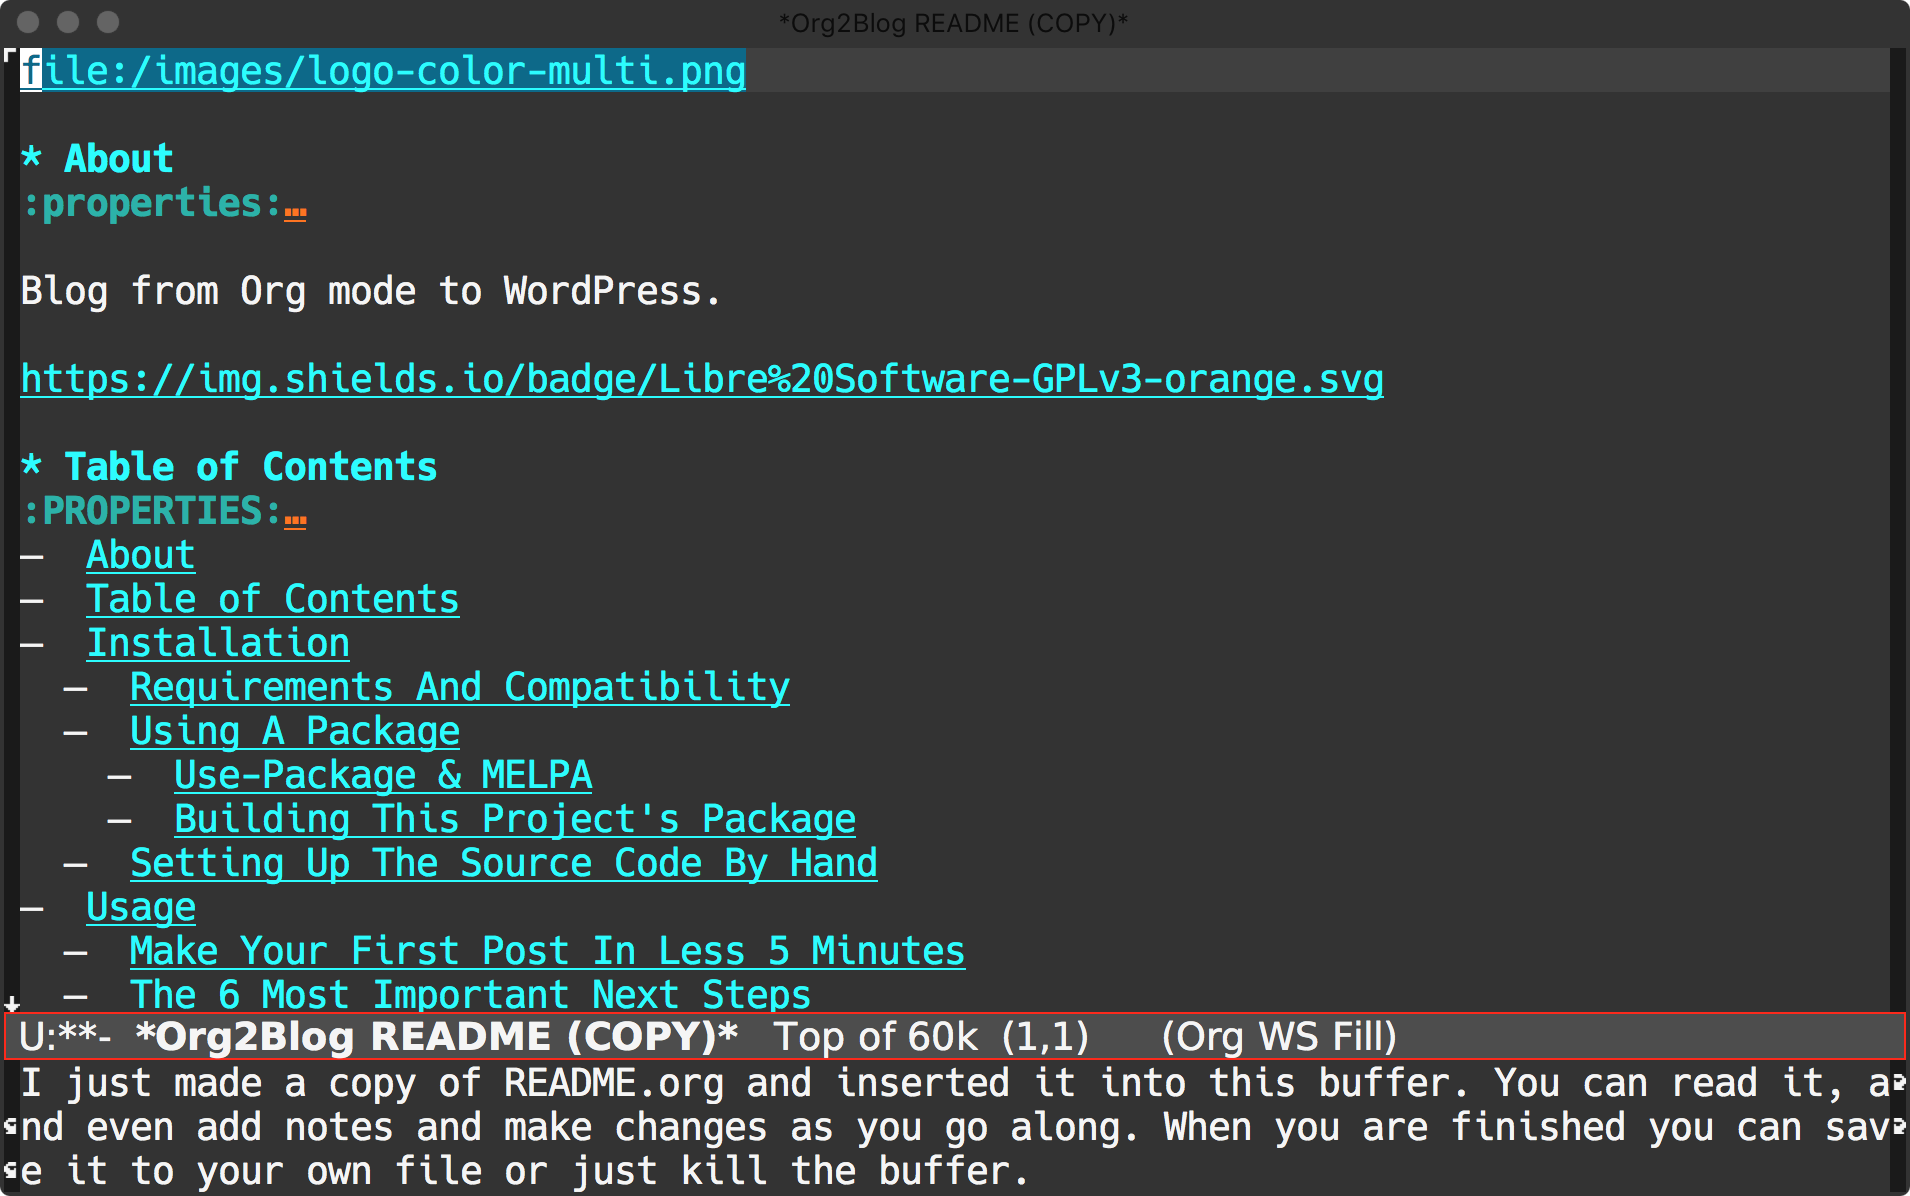 *Org2Blog README (COPY)*
file:/images/logo-color-multi.png
* About
:properties:…
Blog from Org mode to WordPress.
https://img.shields.io/badge/Libre%20Software-GPLv3-orange.svg
* Table of Contents
:PROPERTIES:…
–  About
–  Table of Contents
–  Installation
–  Requirements And Compatibility
–  Using A Package
–  Use-Package & MELPA
–  Building This Project's Package
–  Setting Up The Source Code By Hand
–  Usage
–  Make Your First Post In Less 5 Minutes
–  The 6 Most Important Next Steps
U:**-  *Org2Blog README (COPY)*   Top of 60k  (1,1)      (Org WS Fill)
I just made a copy of README.org and inserted it into this buffer. You can read it, a
nd even add notes and make changes as you go along. When you are finished you can sav
e it to your own file or just kill the buffer.